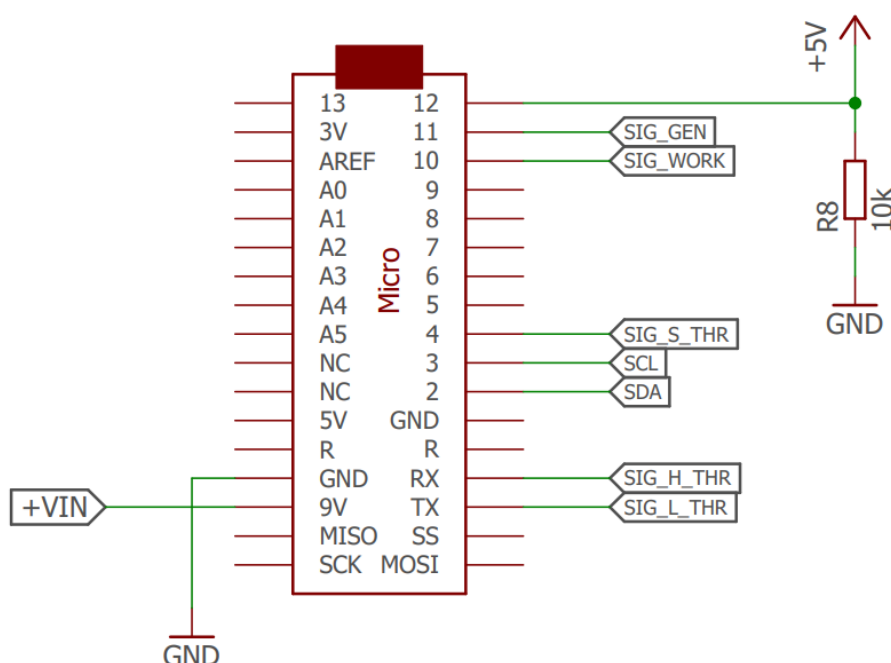 +5V
13 12
3V 11 SIG_GEN
AREF 10 SIG_WORK
A0 9
A1 8
A2 7
A3 6
A4 5
A5 4 SIG_S_THR
NC 3 SCL
NC 2 SDA
5V GND
R R
GND RX SIG_H_THR
+VIN 9V TX SIG_L_THR
MISO SS
SCK MOSI
Micro
R8 10k
GND
GND